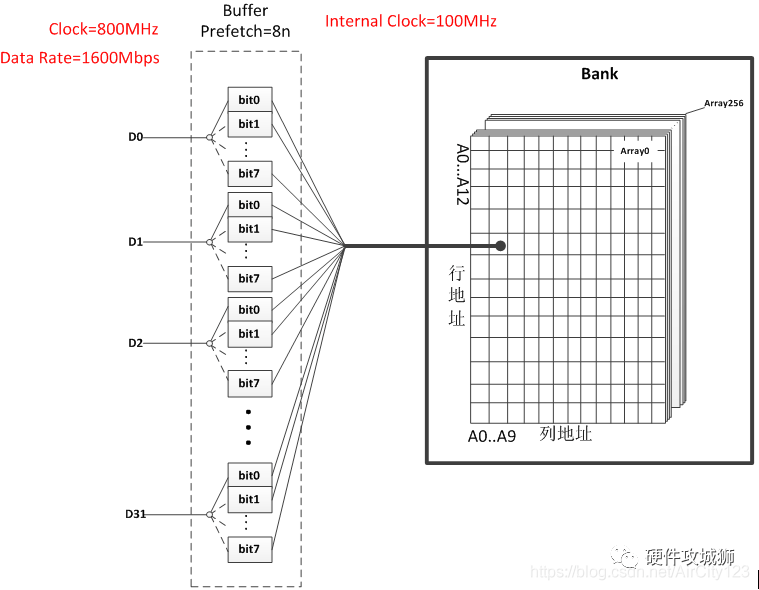 Buffer
Prefetch=8n
Clock=800MHz
Data Rate=1600Mbps
Internal Clock=100MHz
Bank
Array256
Array0
A0...A12
行地址
A0..A9
列地址
D0
bit0
bit1
bit7
D1
bit0
bit1
bit7
D2
bit0
bit1
bit7
D31
bit0
bit1
bit7
硬件攻城狮
https://blog.csdn.net/AirCity123